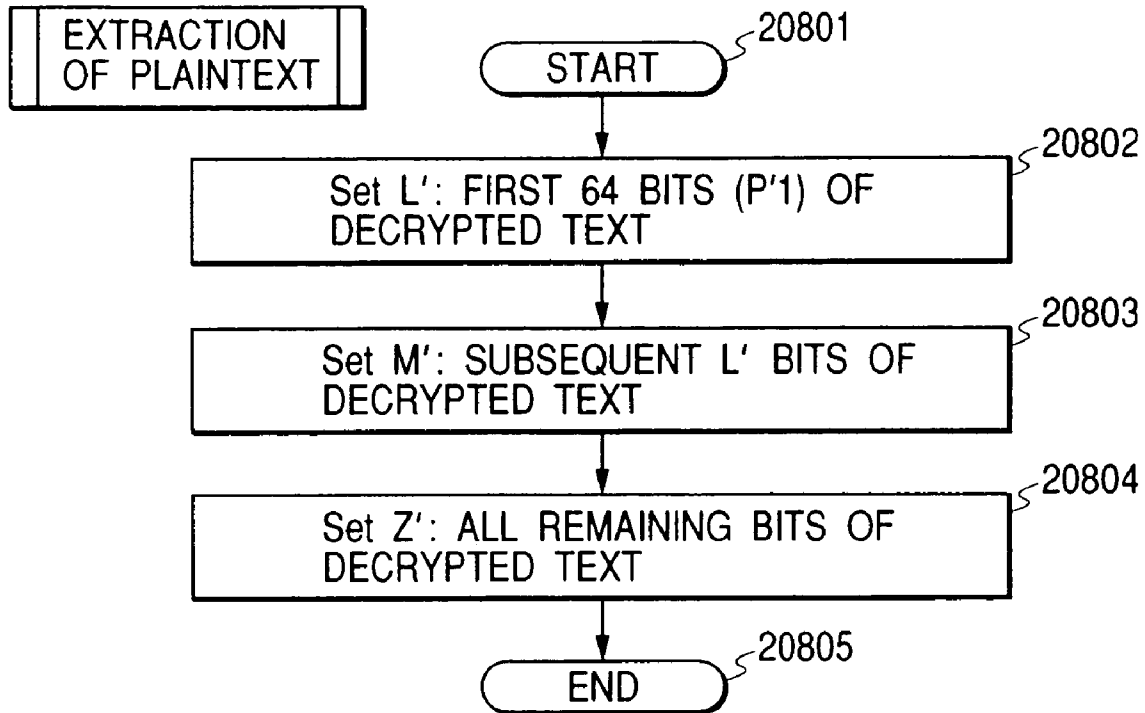 EXTRACTION
OF PLAINTEXT
START
20801
20802
Set L': FIRST 64 BITS (P'1) OF
DECRYPTED TEXT
20803
Set M': SUBSEQUENT L' BITS OF
DECRYPTED TEXT
20804
Set Z': ALL REMAINING BITS OF
DECRYPTED TEXT
20805
END